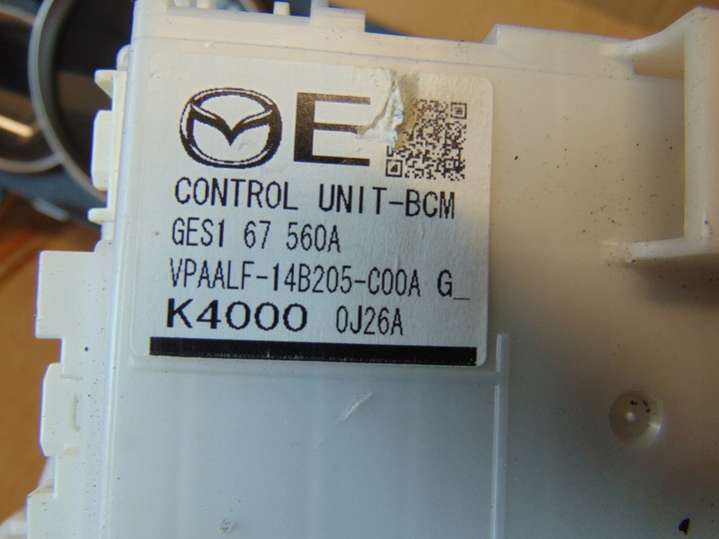 E
CONTROL UNIT-BCM
GES1 67 560A
VPAALF-14B205-C00A G_
K4000 0J26A